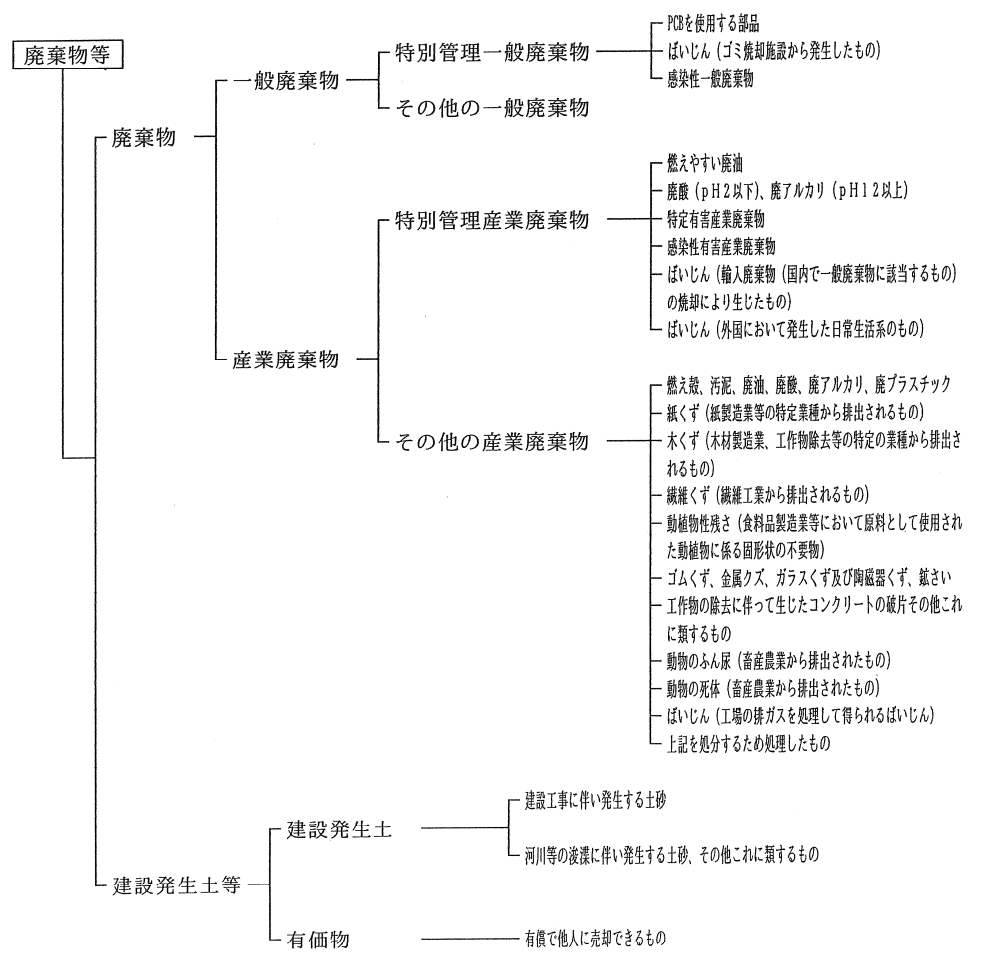 廃棄物等
廃棄物
一般廃棄物
特別管理一般廃棄物
PCBを使用する部品
ばいじん（ゴミ焼却施設から発生したもの）
感染性一般廃棄物
その他の一般廃棄物
産業廃棄物
特別管理産業廃棄物
燃えやすい廃油
廃酸（ｐＨ２以下）、廃アルカリ（ｐＨ１２以上）
特定有害産業廃棄物
感染性有害産業廃棄物
ばいじん（輸入廃棄物（国内で一般廃棄物に該当するもの）
の焼却により生じたもの）
ばいじん（外国において発生した日常生活系のもの）
その他の産業廃棄物
燃え殻、汚泥、廃油、廃酸、廃アルカリ、廃プラスチック
紙くず（紙製造業等の特定業種から排出されるもの）
木くず（木材製造業、工作物除去等の特定の業種から排出さ
れるもの）
繊維くず（繊維工業から排出されるもの）
動植物性残さ（食料品製造業等において原料として使用され
た動植物に係る固形状の不要物）
ゴムくず、金属クズ、ガラスくず及び陶磁器くず、鉱さい
工作物の除去に伴って生じたコンクリートの破片その他これ
に類するもの
動物のふん尿（畜産農業から排出されたもの）
動物の死体（畜産農業から排出されたもの）
ばいじん（工場の排ガスを処理して得られるばいじん）
上記を処分するため処理したもの
建設発生土等
建設発生土
建設工事に伴い発生する土砂
河川等の浚渫に伴い発生する土砂、その他これに類するもの
有価物
有償で他人に売却できるもの